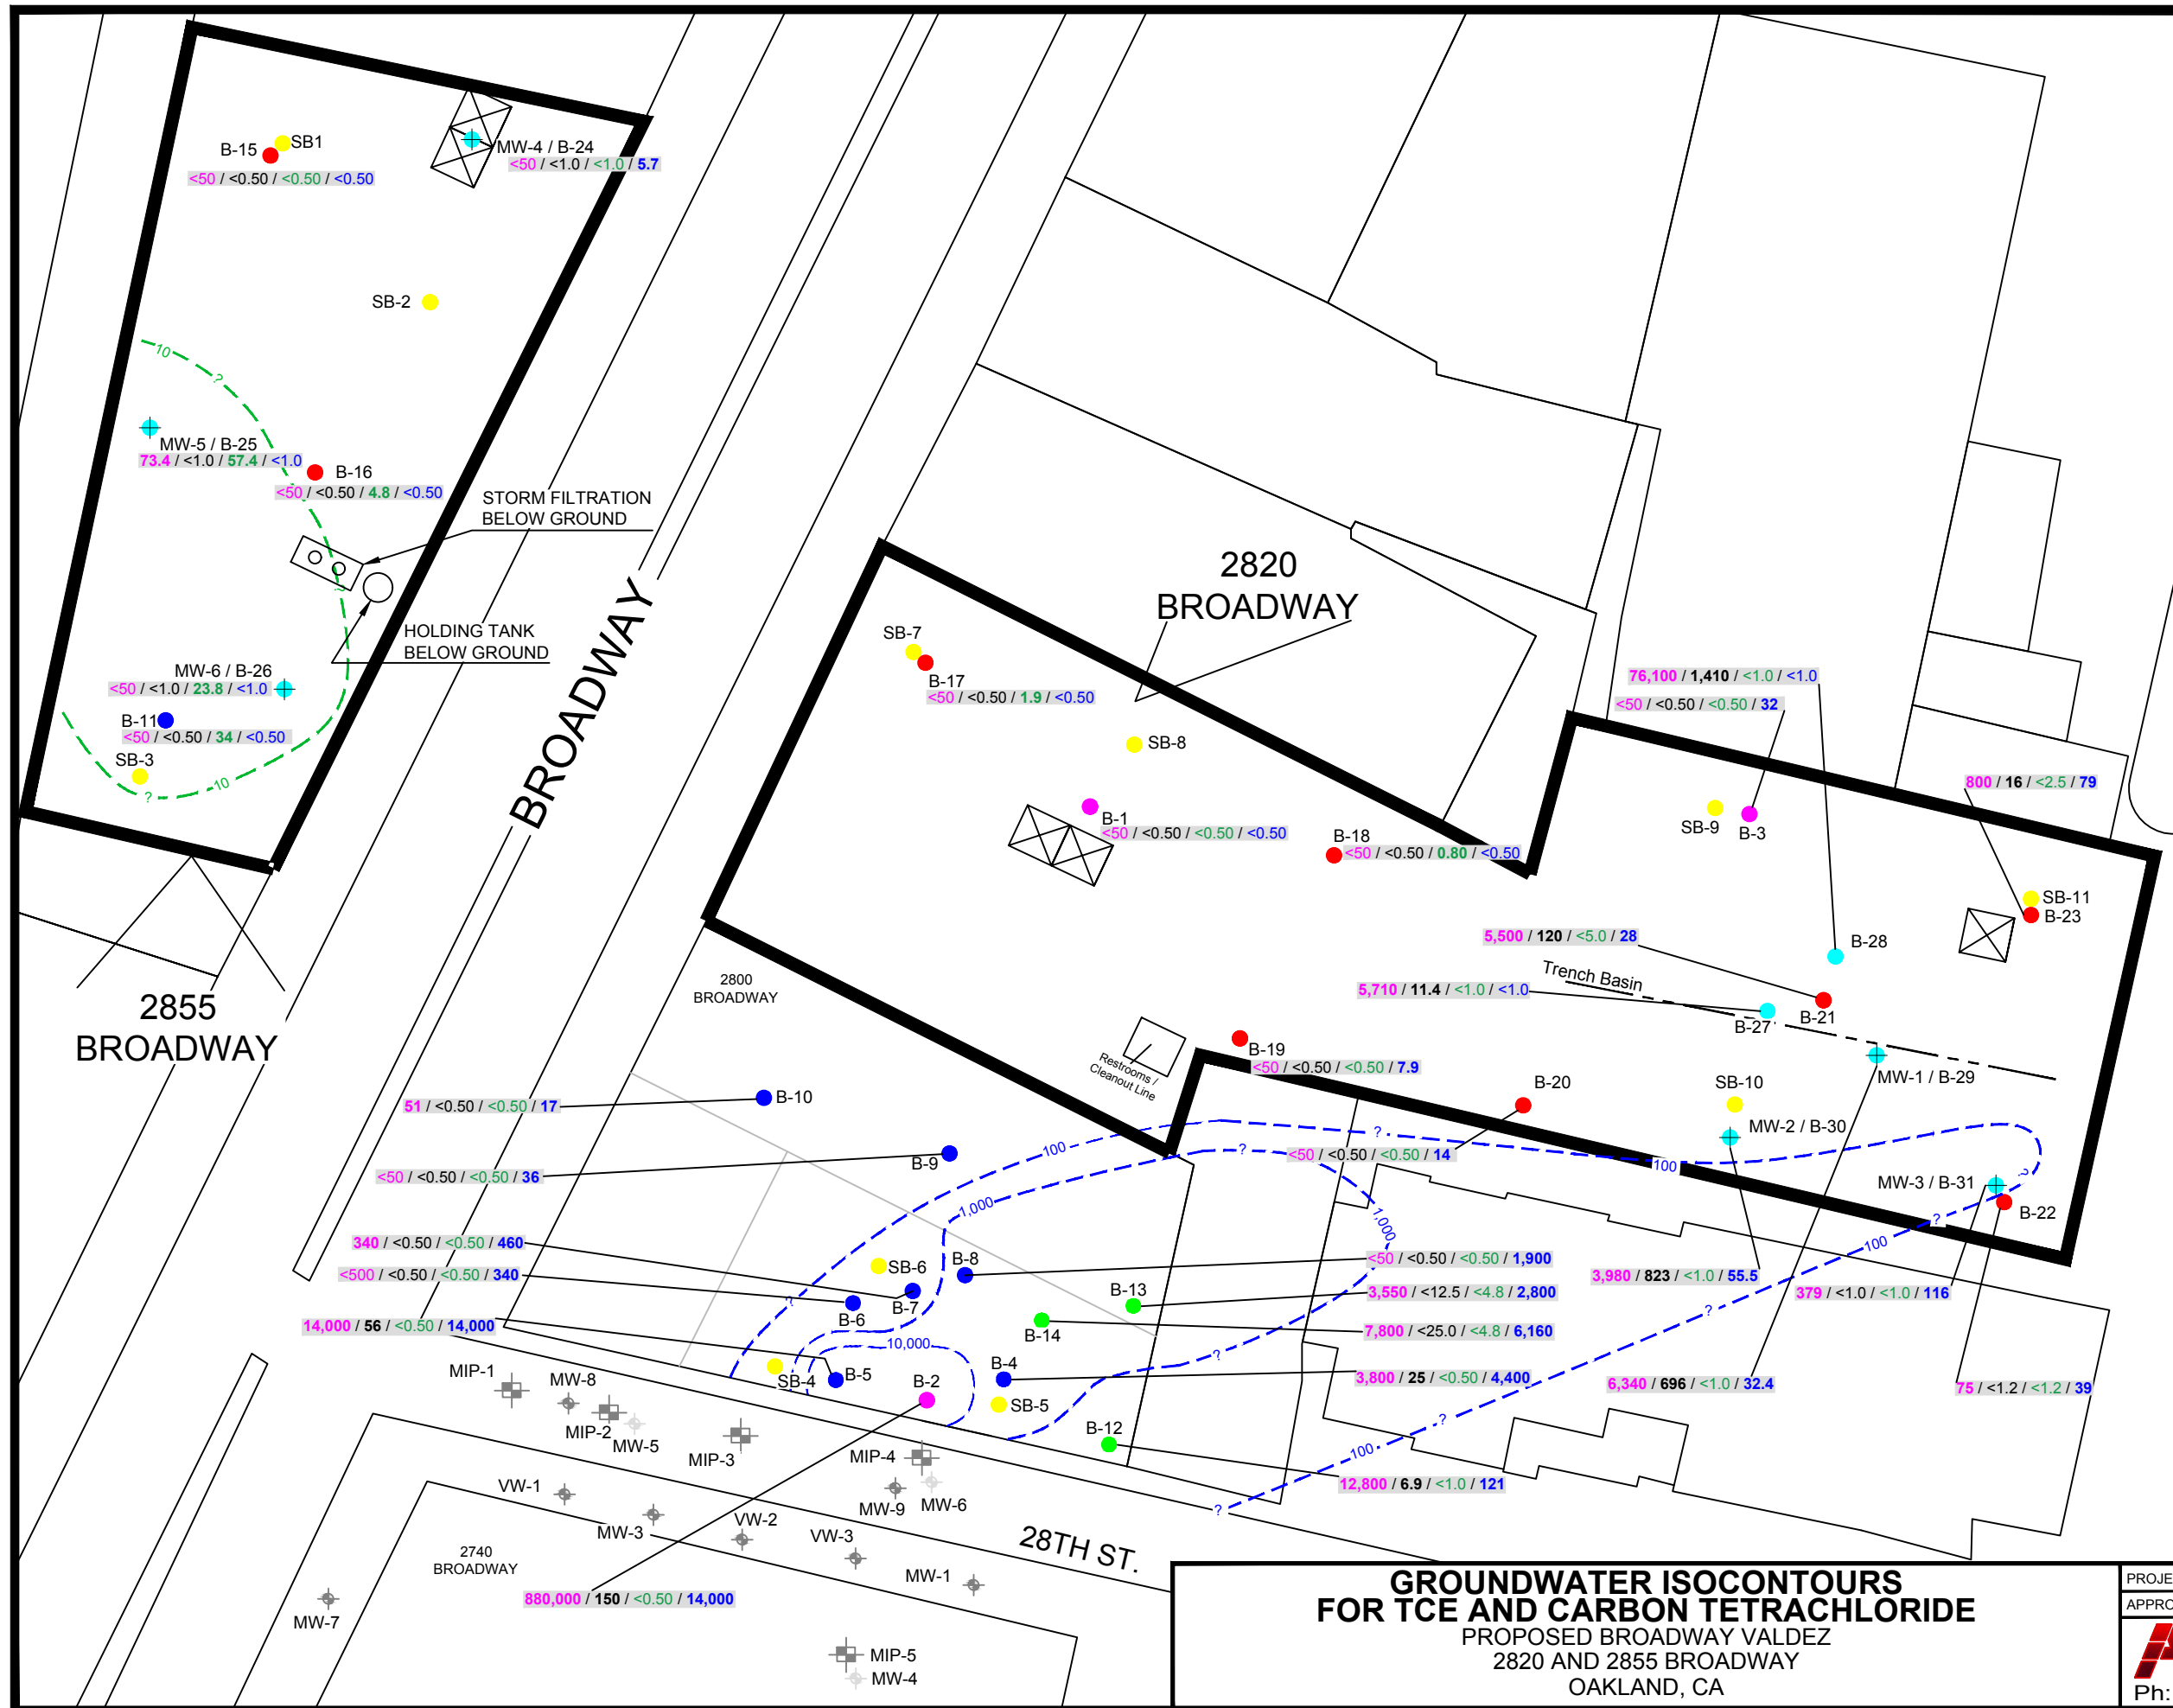 B-15
SB1
<50 / <0.50 / <0.50 / <0.50
MW-4 / B-24
<50 / <1.0 / <1.0 / 5.7
SB-2
10
?
MW-5 / B-25
73.4 / <1.0 / 57.4 / <1.0
B-16
<50 / <0.50 / 4.8 / <0.50
STORM FILTRATION
BELOW GROUND
?
HOLDING TANK
BELOW GROUND
MW-6 / B-26
<50 / <1.0 / 23.8 / <1.0
B-11
<50 / <0.50 / 34 / <0.50
SB-3
?
10
2855
BROADWAY
BROADWAY
2820
BROADWAY
SB-7
B-17
<50 / <0.50 / 1.9 / <0.50
SB-8
B-1
<50 / <0.50 / <0.50 / <0.50
B-18
<50 / <0.50 / 0.80 / <0.50
76,100 / 1,410 / <1.0 / <1.0
<50 / <0.50 / <0.50 / 32
SB-9
B-3
800 / 16 / <2.5 / 79
SB-11
B-23
B-28
5,500 / 120 / <5.0 / 28
Trench Basin
5,710 / 11.4 / <1.0 / <1.0
B-27
B-21
MW-1 / B-29
2800
BROADWAY
Restrooms /
Cleanout Line
B-19
<50 / <0.50 / <0.50 / 7.9
B-20
SB-10
MW-2 / B-30
<50 / <0.50 / <0.50 / 14
MW-3 / B-31
B-22
B-10
51 / <0.50 / <0.50 / 17
B-9
<50 / <0.50 / <0.50 / 36
100
?
?
100
?
1,000
1,000
?
100
340 / <0.50 / <0.50 / 460
<500 / <0.50 / <0.50 / 340
14,000 / 56 / <0.50 / 14,000
SB-6
B-8
B-7
B-6
?
B-13
B-14
<50 / <0.50 / <0.50 / 1,900
3,550 / <12.5 / <4.8 / 2,800
7,800 / <25.0 / <4.8 / 6,160
3,800 / 25 / <0.50 / 4,400
3,980 / 823 / <1.0 / 55.5
379 / <1.0 / <1.0 / 116
6,340 / 696 / <1.0 / 32.4
75 / <1.2 / <1.2 / 39
10,000
?
?
SB-4
B-5
B-2
B-4
SB-5
B-12
?
100
?
12,800 / 6.9 / <1.0 / 121
MIP-1
MW-8
MIP-2
MW-5
MIP-3
MIP-4
MW-9
MW-6
VW-1
MW-3
VW-2
VW-3
MW-1
28TH ST.
2740
BROADWAY
880,000 / 150 / <0.50 / 14,000
MW-7
MIP-5
MW-4
GROUNDWATER ISOCONTOURS
FOR TCE AND CARBON TETRACHLORIDE
PROPOSED BROADWAY VALDEZ
2820 AND 2855 BROADWAY
OAKLAND, CA
PROJE
APPRO
Ph: